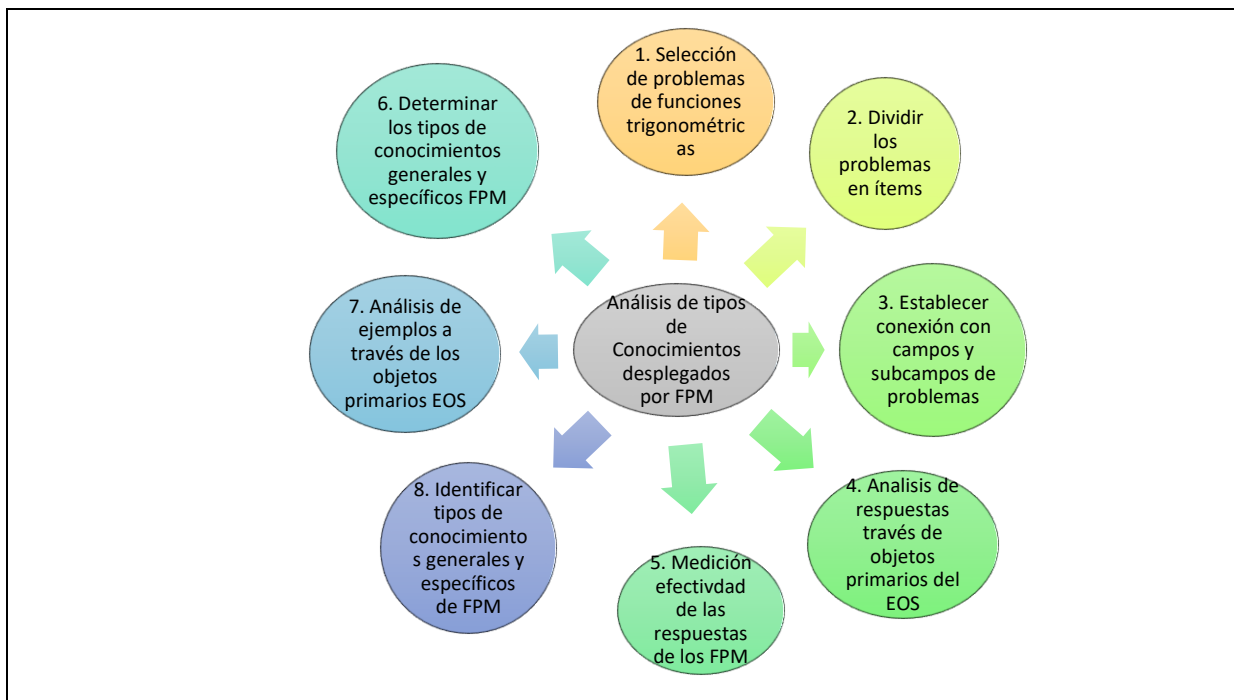 1. Selección
de problemas
de funciones
trigonométric
as
2. Dividir
los
problemas
en ítems
3. Establecer
conexión con
campos y
subcampos de
problemas
4. Analisis de
respuestas
través de
objetos
primarios del
EOS
5. Medición
efectivdad de
las
respuestas
de los FPM
6. Determinar
los tipos de
conocimientos
generales y
específicos FPM
7. Análisis de
ejemplos a
través de los
objetos
primarios EOS
8. Identificar
tipos de
conocimiento
s generales y
específicos
de FPM
Análisis de tipos
de
Conocimientos
desplegados
por FPM